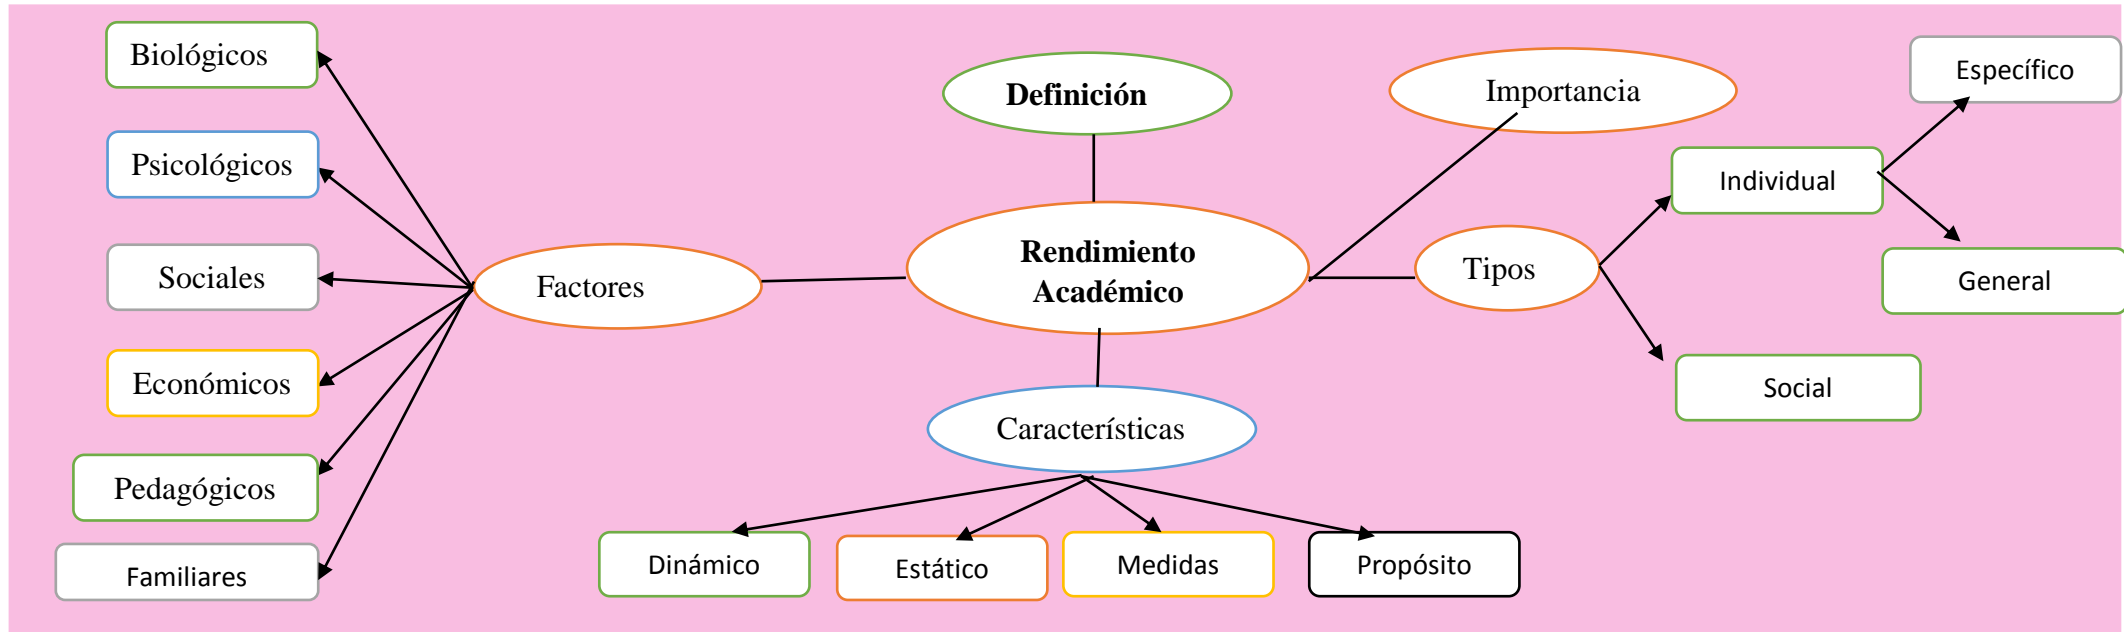 Biológicos
Psicológicos
Sociales
Económicos
Pedagógicos
Familiares
Factores
Definición
Rendimiento
Académico
Características
Dinámico
Estático
Medidas
Propósito
Importancia
Tipos
Individual
Específico
General
Social